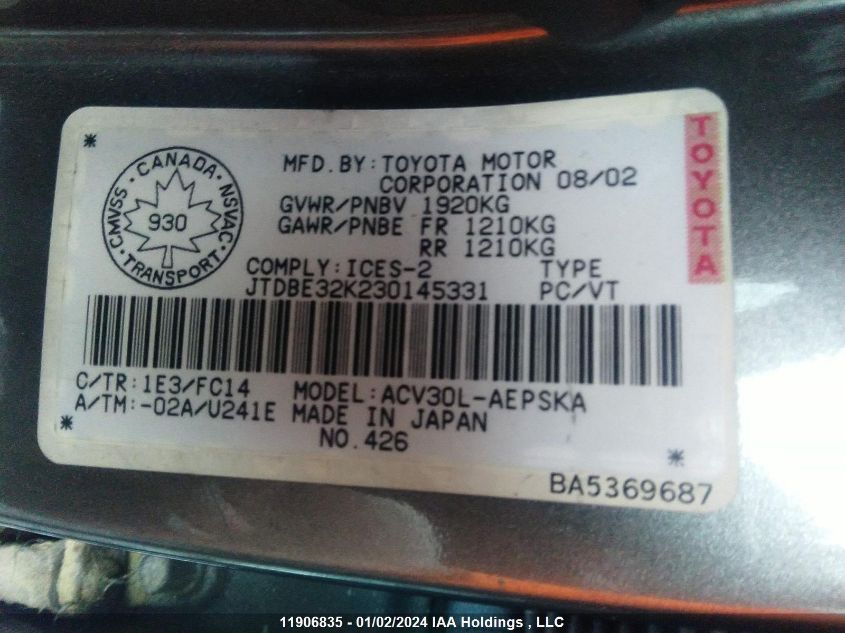 * CANADA · NSVAC · TRANSPORT · CMVSS ·
930
MFD.BY:TOYOTA MOTOR
CORPORATION 08/02
GVWR/PNBV 1920KG
GAWR/PNBE FR 1210KG
RR 1210KG
COMPLY:ICES-2 TYPE
JTDBE32K230145331 PC/VT
TOYOTA
C/TR:1E3/FC14 MODEL:ACV30L-AEPSKA
A/TM:-02A/U241E MADE IN JAPAN
* NO.426 *
BA5369687
11906835 - 01/02/2024 IAA Holdings , LLC